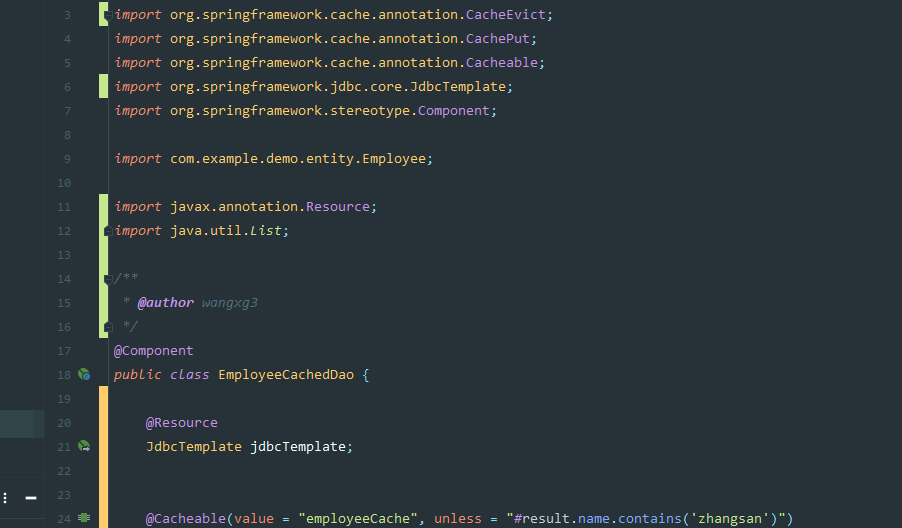 3 import org.springframework.cache.annotation.CacheEvict;
4 import org.springframework.cache.annotation.CachePut;
5 import org.springframework.cache.annotation.Cacheable;
6 import org.springframework.jdbc.core.JdbcTemplate;
7 import org.springframework.stereotype.Component;
8
9 import com.example.demo.entity.Employee;
10
11 import javax.annotation.Resource;
12 import java.util.List;
13
14 /**
15  * @author wangxg3
16  */
17 @Component
18 public class EmployeeCachedDao {
19
20     @Resource
21     JdbcTemplate jdbcTemplate;
22
23
24     @Cacheable(value = "employeeCache", unless = "#result.name.contains('zhangsan')")